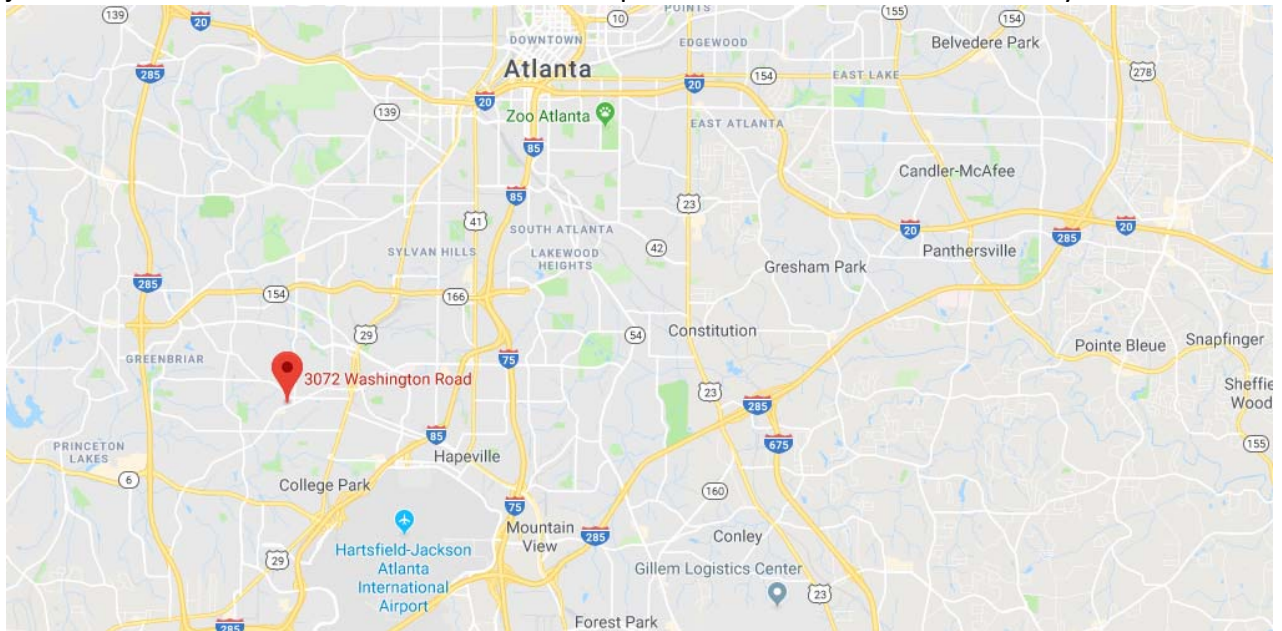 139
20
DOWNTOWN
10
POINTS
EDGEWOOD
155
154
Belvedere Park
285
Atlanta
154
EAST LAKE
278
20
139
20
Zoo Atlanta
EAST ATLANTA
85
Candler-McAfee
85
23
41
SOUTH ATLANTA
20
20
SYLVAN HILLS
LAKEWOOD
HEIGHTS
42
285
Panthersville
Gresham Park
285
154
166
29
54
Constitution
GREENBRIAR
75
Pointe Bleue
Snapfinger
3072 Washington Road
23
285
Sheffie
Wood
85
675
PRINCETON
LAKES
Hapeville
155
6
College Park
160
75
Hartsfield-Jackson
Atlanta
International
Airport
Mountain
View
285
Conley
29
Gillem Logistics Center
23
285
Forest Park